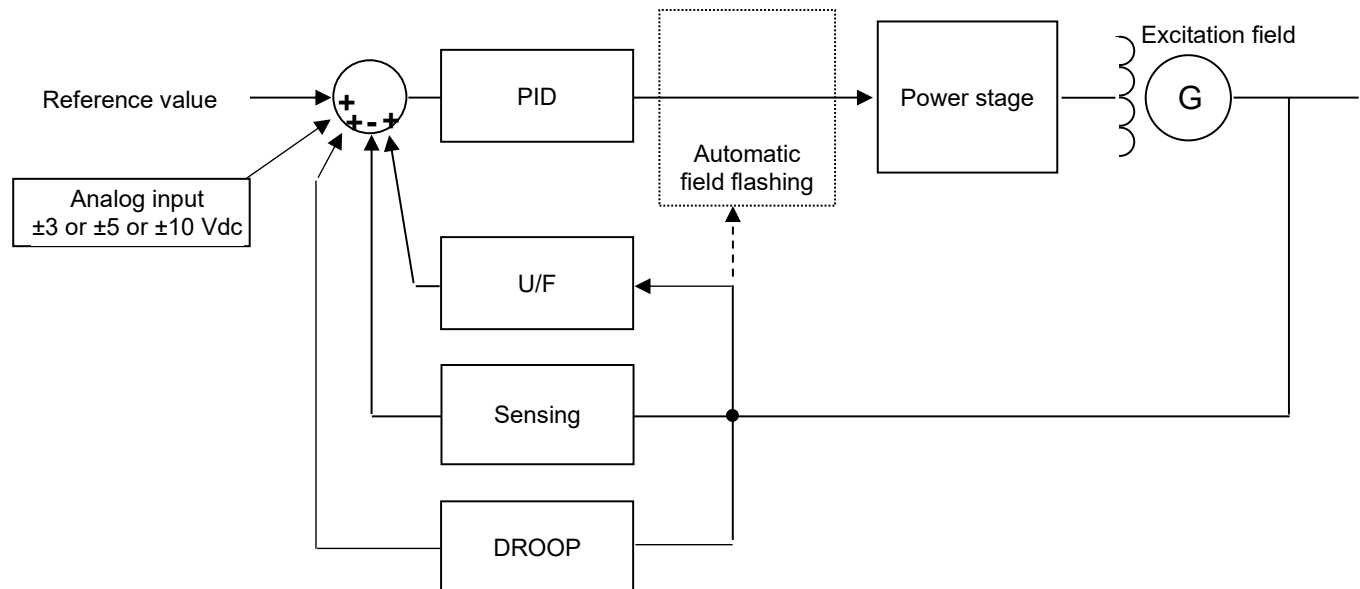 Excitation field
Reference value
+
+ - +
PID
Power stage
G
Automatic
field flashing
Analog input
±3 or ±5 or ±10 Vdc
U/F
Sensing
DROOP